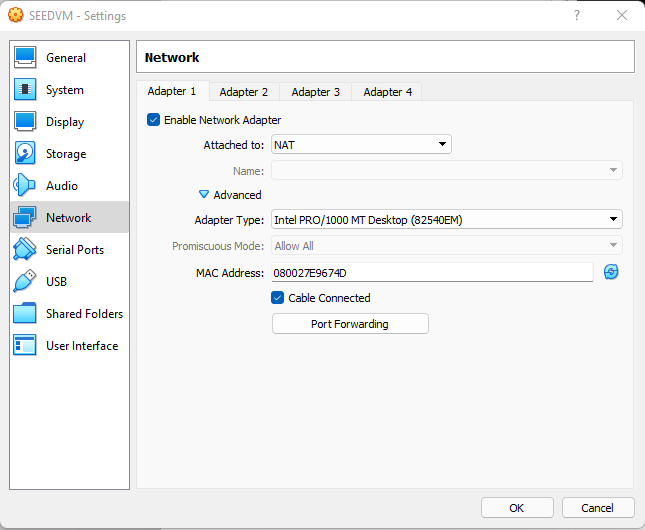 SEEDVM - Settings
?
General
System
Display
Storage
Audio
Network
Serial Ports
USB
Shared Folders
User Interface
Network
Adapter 1 Adapter 2 Adapter 3 Adapter 4
Enable Network Adapter
Attached to: NAT
Name:
Advanced
Adapter Type: Intel PRO/1000 MT Desktop (82540EM)
Promiscuous Mode: Allow All
MAC Address: 080027E9674D
Cable Connected
Port Forwarding
OK Cancel